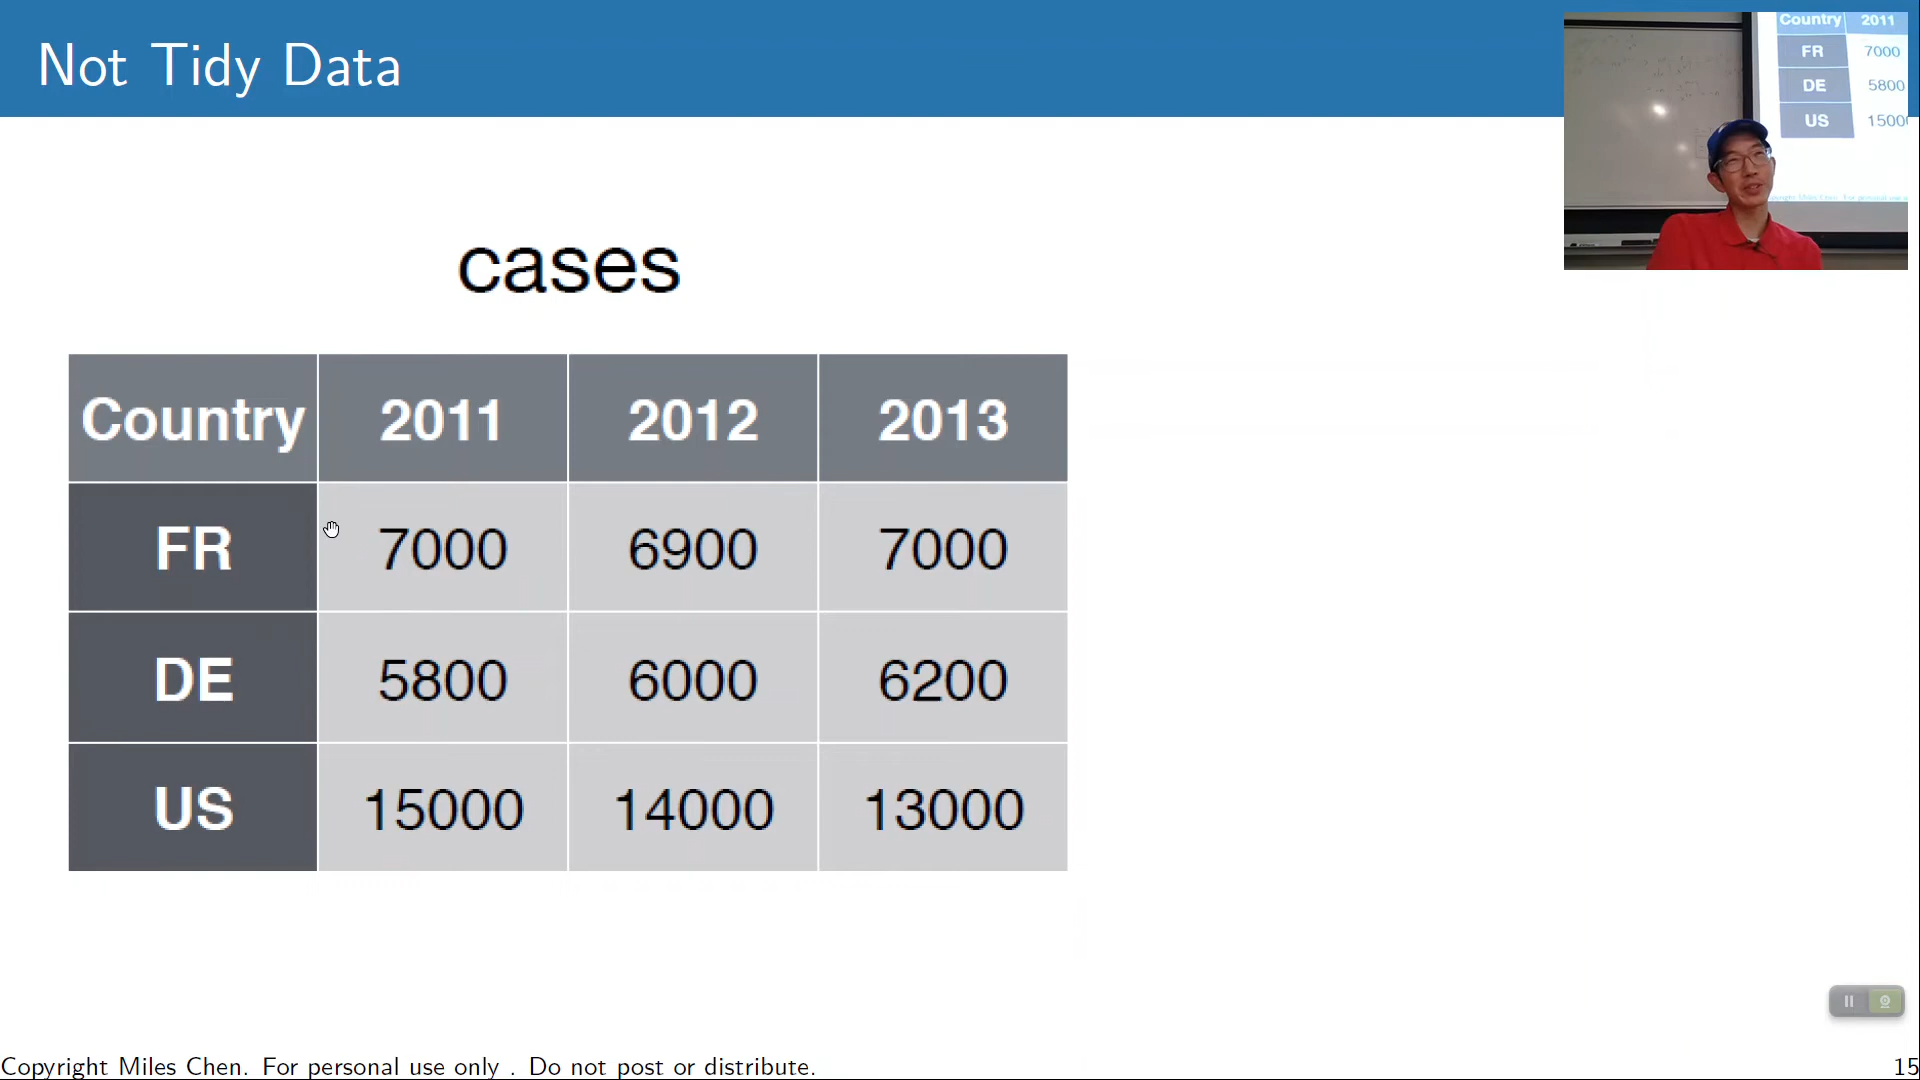 Not Tidy Data
cases
Country 2011 2012 2013
FR 7000 6900 7000
DE 5800 6000 6200
US 15000 14000 13000
Copyright Miles Chen. For personal use only . Do not post or distribute.
15
Country 2011
FR 7000
DE 5800
US 1500